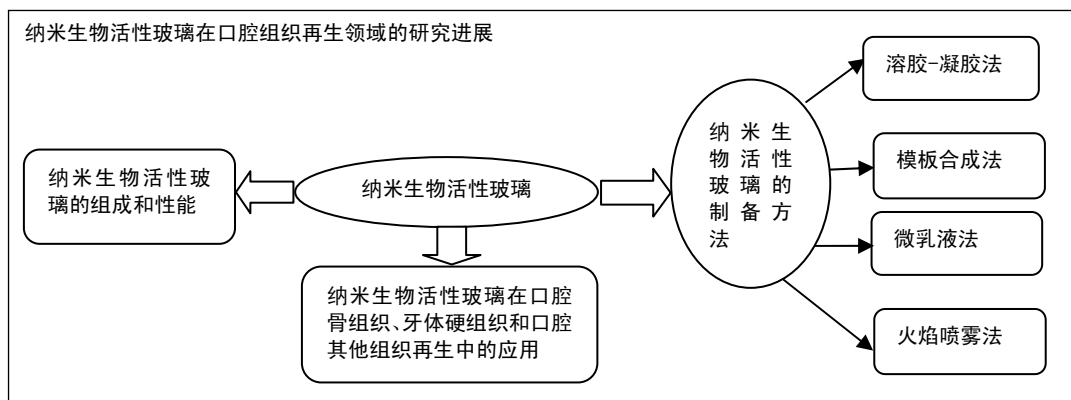 纳米生物活性玻璃在口腔组织再生领域的研究进展
纳米生物活性玻
璃的组成和性能
纳米生物活性玻璃
纳米生物活性玻璃在口腔
骨组织、牙体硬组织和口腔
其他组织再生中的应用
纳米生
物活性
玻璃的
制备方
法
溶胶-凝胶法
模板合成法
微乳液法
火焰喷雾法